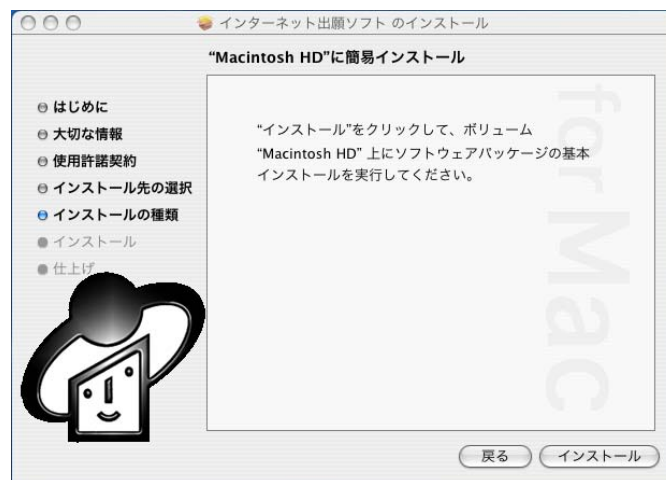 インターネット出願ソフト のインストール
“Macintosh HD”に簡易インストール
はじめに
大切な情報
使用許諾契約
インストール先の選択
インストールの種類
インストール
仕上げ
“インストール”をクリックして、ボリューム
“Macintosh HD” 上にソフトウェアパッケージの基本
インストールを実行してください。
for Mac
戻る
インストール